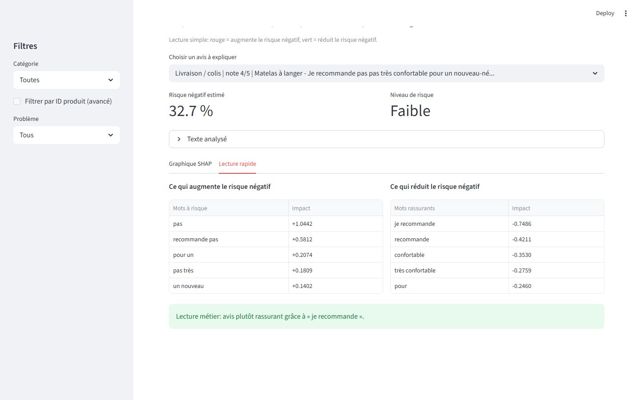 Deploy
Filtres
Catégorie
Toutes
Filtrer par ID produit (avancé)
Problème
Tous
Lecture simple: rouge = augmente le risque négatif, vert = réduit le risque négatif.
Choisir un avis à expliquer
Livraison / colis | note 4/5 | Matelas à langer - Je recommande pas pas très confortable pour un nouveau-né...
Risque négatif estimé
32.7 %
Niveau de risque
Faible
Texte analysé
Graphique SHAP Lecture rapide
Ce qui augmente le risque négatif
Mots à risque Impact
pas +1.0442
recommande pas +0.5812
pour un +0.2074
pas très +0.1809
un nouveau +0.1402
Ce qui réduit le risque négatif
Mots rassurants Impact
je recommande -0.7486
recommande -0.4211
confortable -0.3530
très confortable -0.2759
pour -0.2460
Lecture métier: avis plutôt rassurant grâce à « je recommande ».